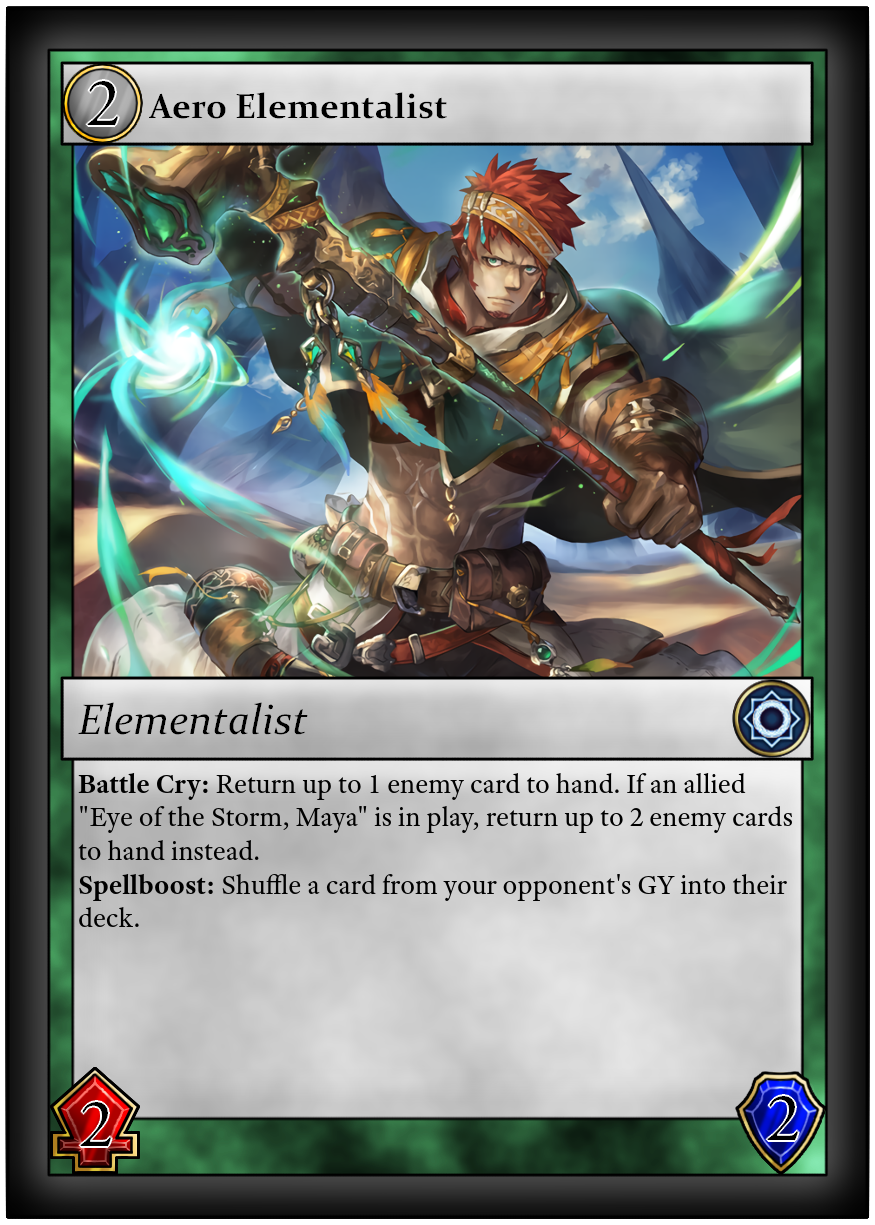 2
Aero Elementalist
Elementalist
Battle Cry: Return up to 1 enemy card to hand. If an allied
"Eye of the Storm, Maya" is in play, return up to 2 enemy cards
to hand instead.
Spellboost: Shuffle a card from your opponent's GY into their
deck.
2
2